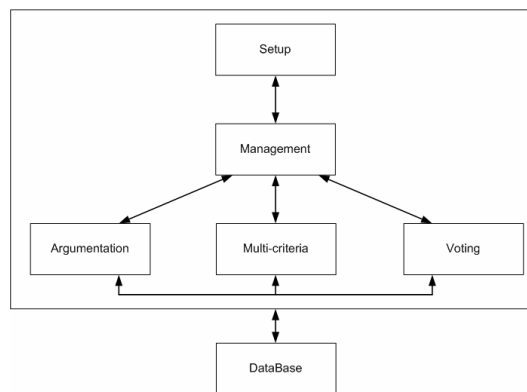 Setup
Management
Argumentation
Multi-criteria
Voting
DataBase